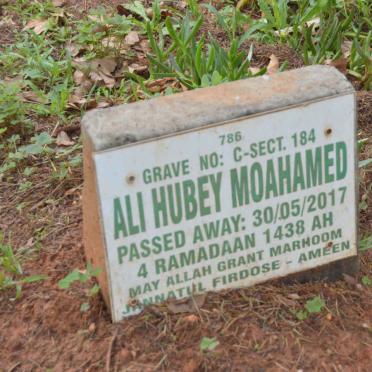 786
GRAVE NO: C-SECT. 184
ALI HUBEY MOAHAMED
PASSED AWAY: 30/05/2017
4 RAMADAAN 1438 AH
MAY ALLAH GRANT MARHOOM
JANNATUL FIRDOSE - AMEEN